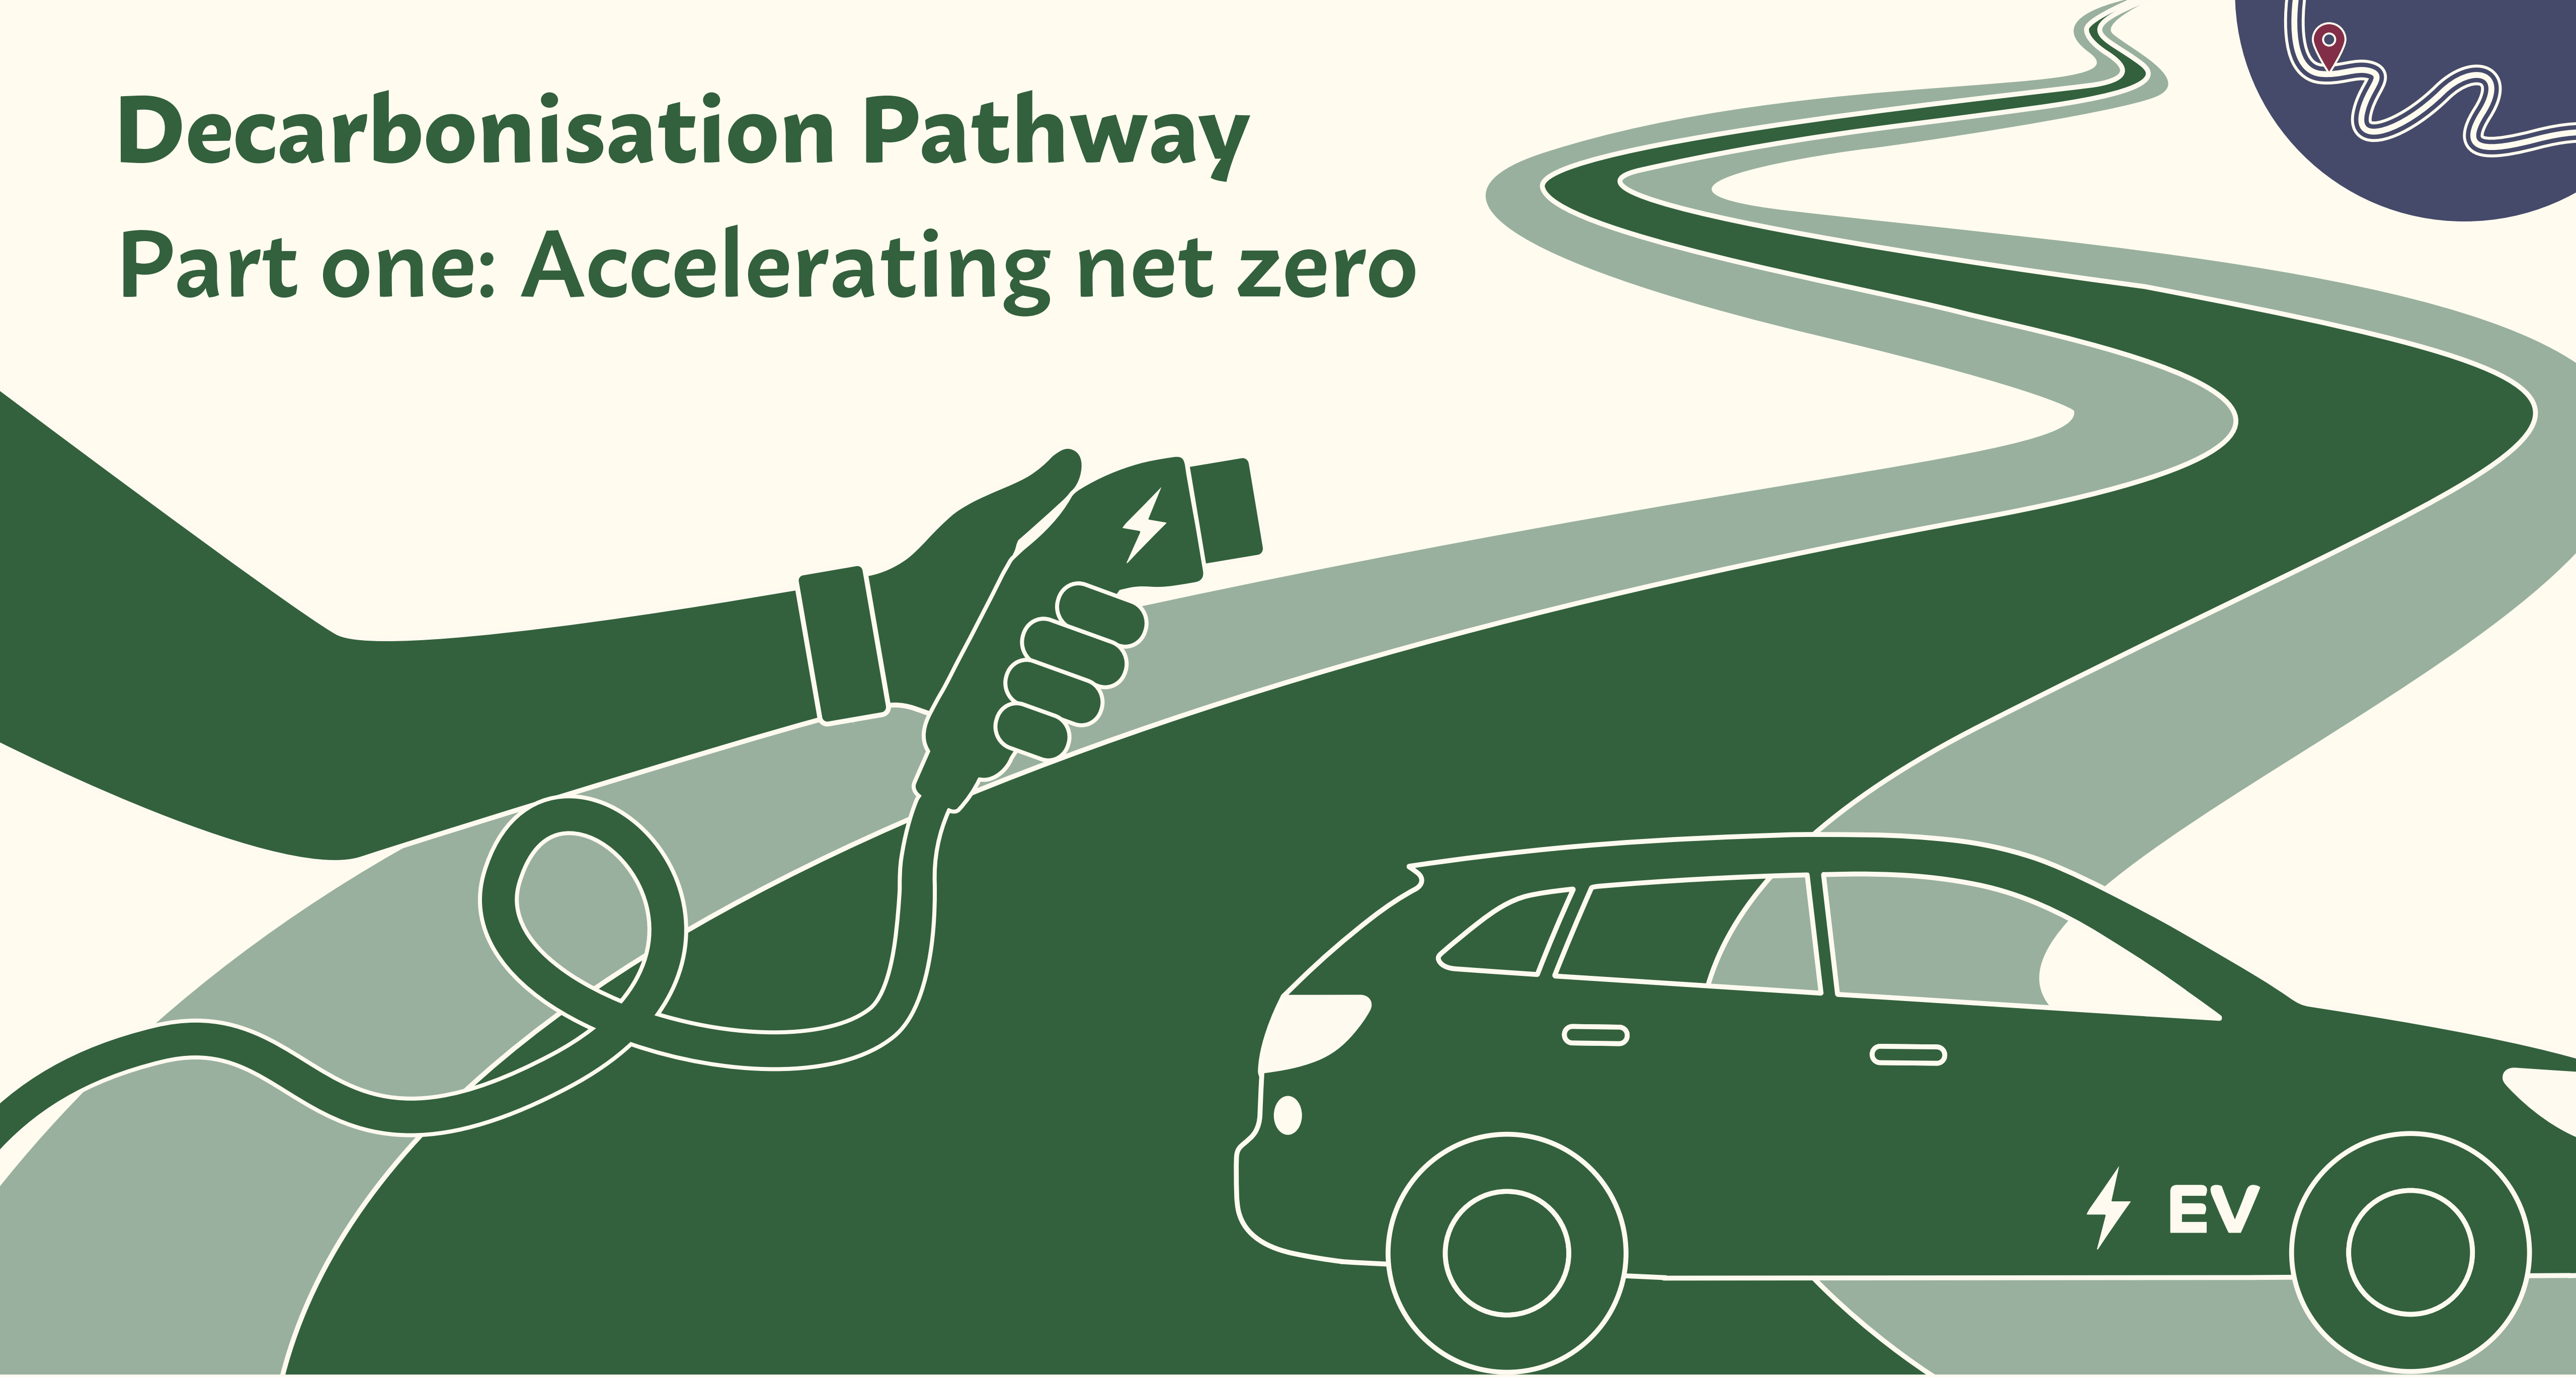 Decarbonisation Pathway
Part one: Accelerating net zero
EV